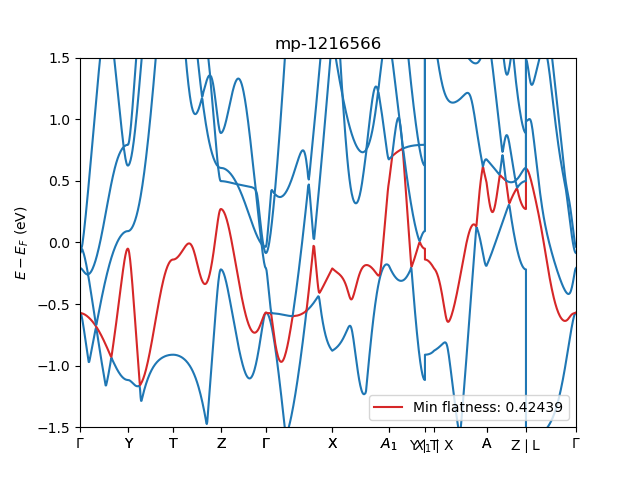 mp-1216566
E − E_F (eV)
1.5
1.0
0.5
0.0
−0.5
−1.0
−1.5
Min flatness: 0.42439
Γ Y T Z Γ X A₁ Y X₁ | T | X A Z | L Γ